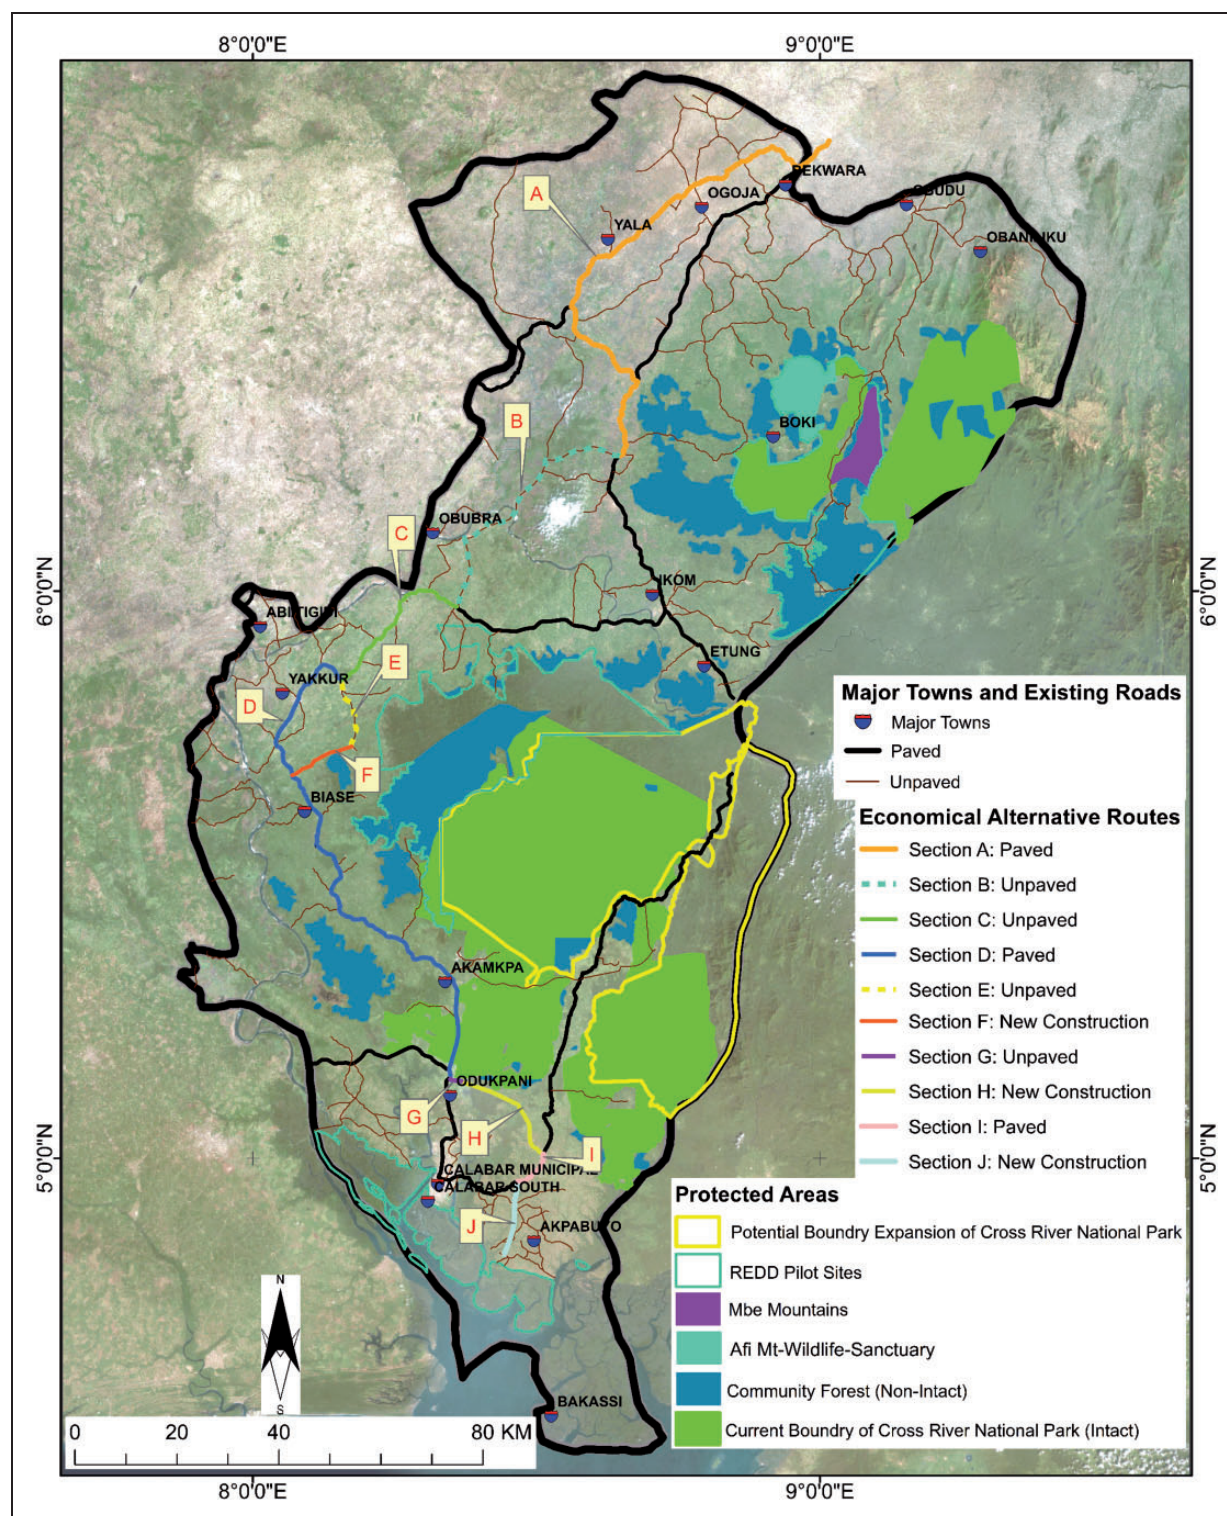 8°0'0"E
9°0'0"E
BEKWARA
A
OGOJA
OBUDU
YALA
OBANLIKU
B
BOKI
OBUBRA
C
6°0'0"N
6°0'0"N
IKOM
ETUNG
E
YAKKUR
D
F
BIASE
AKAMKPA
ODUKPANI
G
H
I
5°0'0"N
5°0'0"N
CALABAR MUNICIPAL
CALABAR SOUTH
J
AKPABUYO
BAKASSI
Major Towns and Existing Roads
Major Towns
Paved
Unpaved
Economical Alternative Routes
Section A: Paved
Section B: Unpaved
Section C: Unpaved
Section D: Paved
Section E: Unpaved
Section F: New Construction
Section G: Unpaved
Section H: New Construction
Section I: Paved
Section J: New Construction
Protected Areas
Potential Boundry Expansion of Cross River National Park
REDD Pilot Sites
Mbe Mountains
Afi Mt-Wildlife-Sanctuary
Community Forest (Non-Intact)
Current Boundry of Cross River National Park (Intact)
N
S
0 20 40 80 KM
8°0'0"E
9°0'0"E